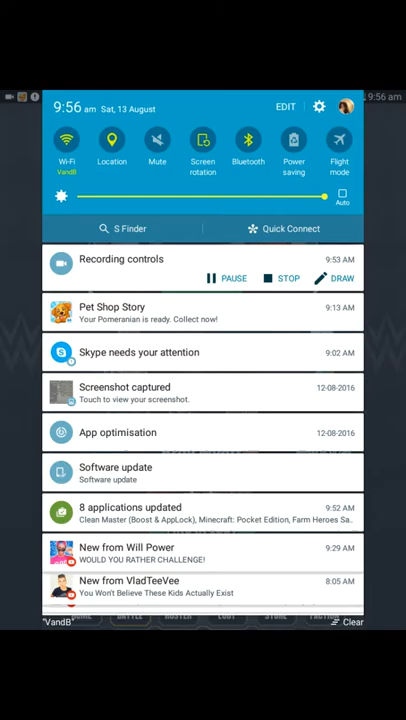 9:56 am
9:56 am Sat, 13 August EDIT
Wi-Fi Location Mute Screen rotation Bluetooth Power saving Flight mode
VandB
Auto
S Finder Quick Connect
Recording controls 9:53 AM
PAUSE STOP DRAW
Pet Shop Story 9:13 AM
Your Pomeranian is ready. Collect now!
Skype needs your attention 9:02 AM
Screenshot captured 12-08-2016
Touch to view your screenshot.
App optimisation 12-08-2016
Software update
Software update
8 applications updated 9:52 AM
Clean Master (Boost & AppLock), Minecraft: Pocket Edition, Farm Heroes Sa..
New from Will Power 9:29 AM
WOULD YOU RATHER CHALLENGE!
New from VladTeeVee 8:05 AM
You Won't Believe These Kids Actually Exist
"VandB" Clear